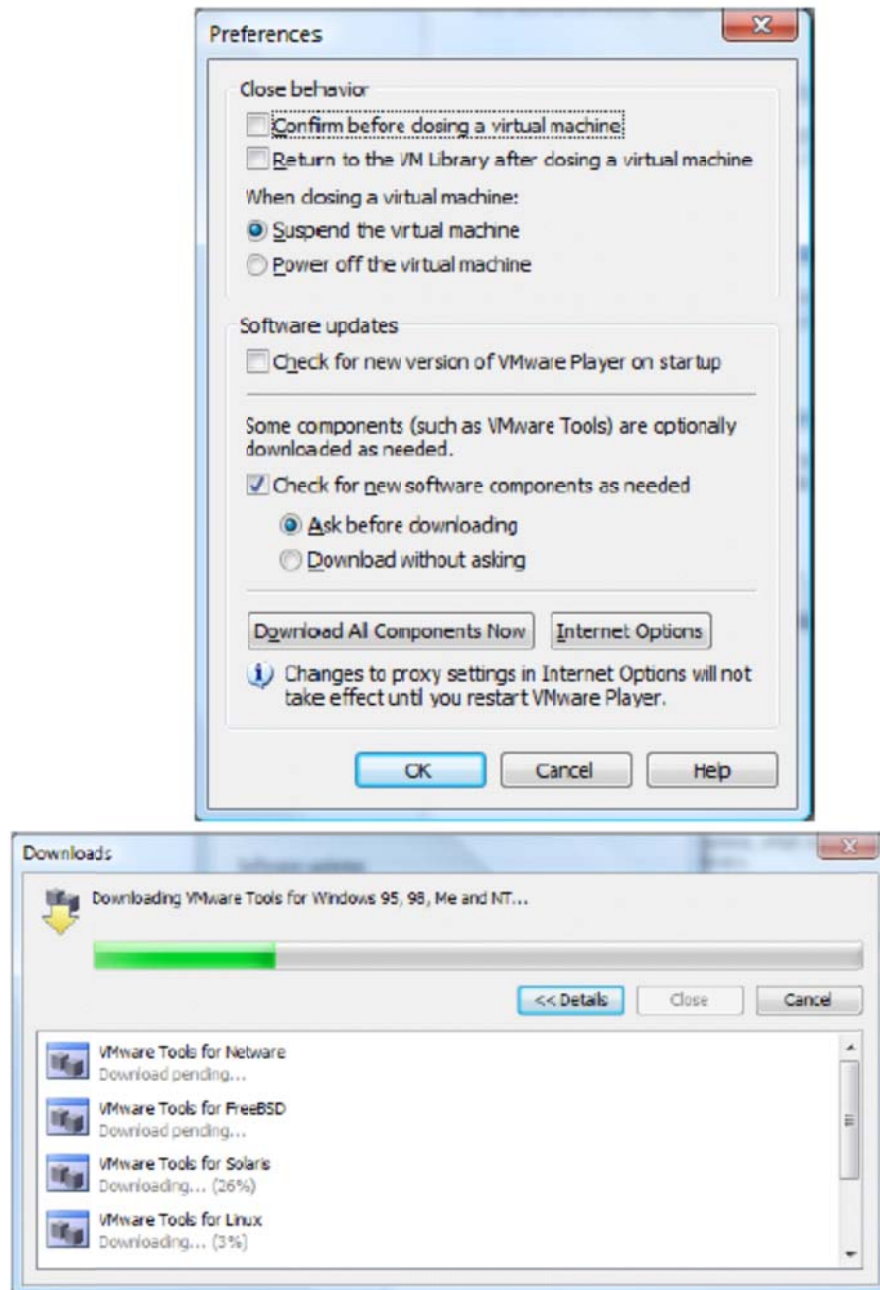 Preferences
Close behavior
Confirm before closing a virtual machine
Return to the VM Library after closing a virtual machine
When closing a virtual machine:
Suspend the virtual machine
Power off the virtual machine
Software updates
Check for new version of VMware Player on startup
Some components (such as VMware Tools) are optionally
downloaded as needed.
Check for new software components as needed
Ask before downloading
Download without asking
Download All Components Now
Internet Options
Changes to proxy settings in Internet Options will not
take effect until you restart VMware Player.
OK
Cancel
Help
Downloads
Downloading VMware Tools for Windows 95, 98, Me and NT...
<< Details
Close
Cancel
VMware Tools for Netware
Download pending...
VMware Tools for FreeBSD
Download pending...
VMware Tools for Solaris
Downloading... (26%)
VMware Tools for Linux
Downloading... (3%)